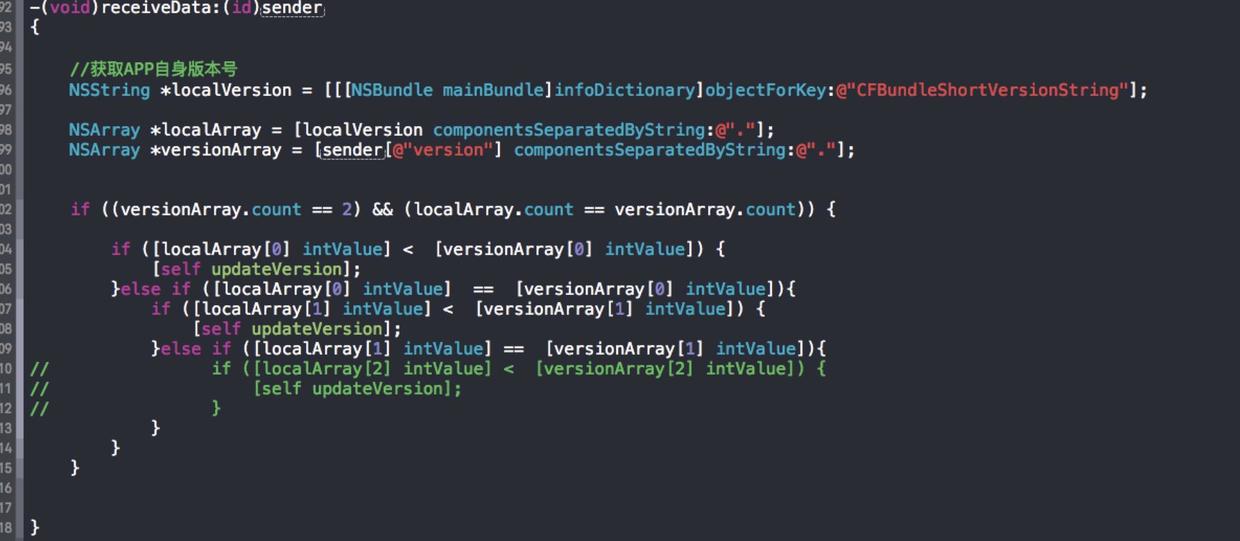 92 -(void)receiveData:(id)sender
93 {
94
95 //获取APP自身版本号
96 NSString *localVersion = [[[NSBundle mainBundle]infoDictionary]objectForKey:@"CFBundleShortVersionString"];
97
98 NSArray *localArray = [localVersion componentsSeparatedByString:@"."];
99 NSArray *versionArray = [sender[@"version"] componentsSeparatedByString:@"."];
00
01
02 if ((versionArray.count == 2) && (localArray.count == versionArray.count)) {
03
04 if ([localArray[0] intValue] < [versionArray[0] intValue]) {
05 [self updateVersion];
06 }else if ([localArray[0] intValue] == [versionArray[0] intValue]){
07 if ([localArray[1] intValue] < [versionArray[1] intValue]) {
08 [self updateVersion];
09 }else if ([localArray[1] intValue] == [versionArray[1] intValue]){
10 // if ([localArray[2] intValue] < [versionArray[2] intValue]) {
11 // [self updateVersion];
12 // }
13 }
14 }
15 }
16
17
18 }